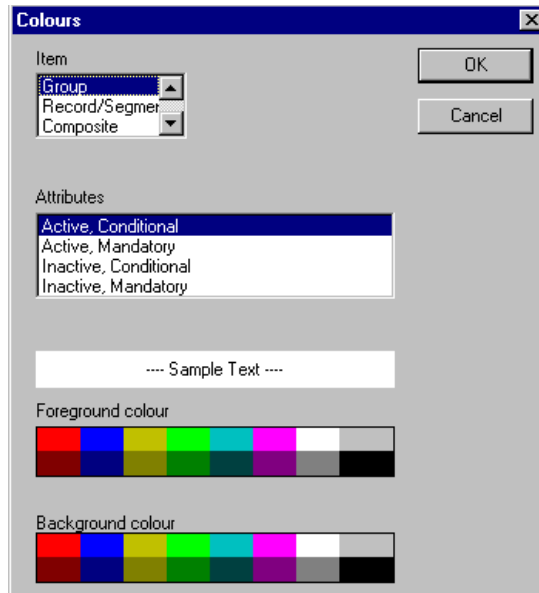 Colours
Item
Group
Record/Segmer
Composite
OK
Cancel
Attributes
Active, Conditional
Active, Mandatory
Inactive, Conditional
Inactive, Mandatory
---- Sample Text ----
Foreground colour
Background colour